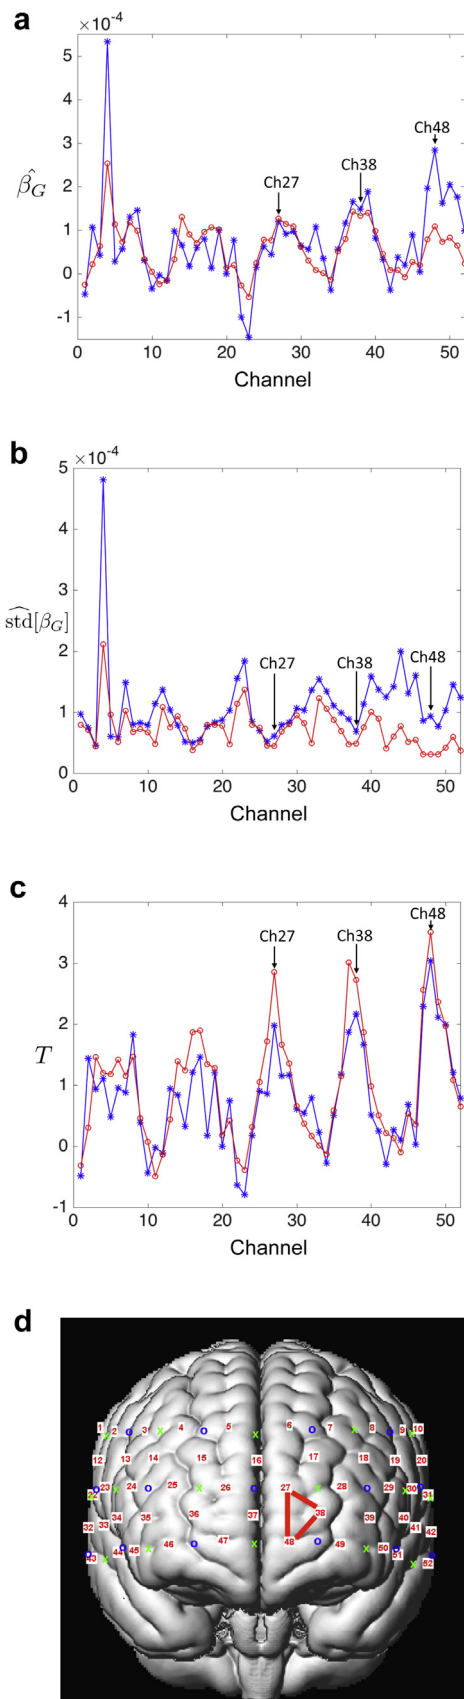 a
×10⁻⁴
5
4
3
2
1
0
-1
β̂_G
Ch27
Ch38
Ch48
0 10 20 30 40 50
Channel
b
×10⁻⁴
5
4
3
2
1
0
std[β_G]
Ch27
Ch38
Ch48
0 10 20 30 40 50
Channel
c
4
3
2
1
0
-1
T
Ch27
Ch38
Ch48
0 10 20 30 40 50
Channel
d
1 2 3 4 5 6 7 8 9 10
12 13 14 15 16 17 18 19 20
23 24 25 26 27 28 29 30 31
32 33 34 35 36 37 38 39 40 41 42
43 44 45 46 47 48 49 50 51 52